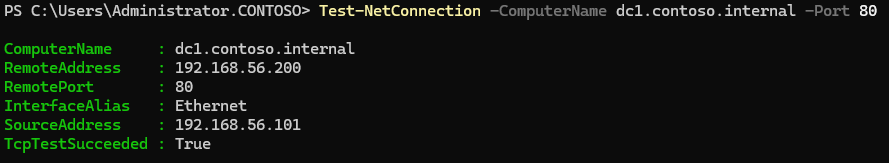 PS C:\Users\Administrator.CONTOSO> Test-NetConnection -ComputerName dc1.contoso.internal -Port 80
ComputerName     : dc1.contoso.internal
RemoteAddress    : 192.168.56.200
RemotePort       : 80
InterfaceAlias   : Ethernet
SourceAddress    : 192.168.56.101
TcpTestSucceeded : True